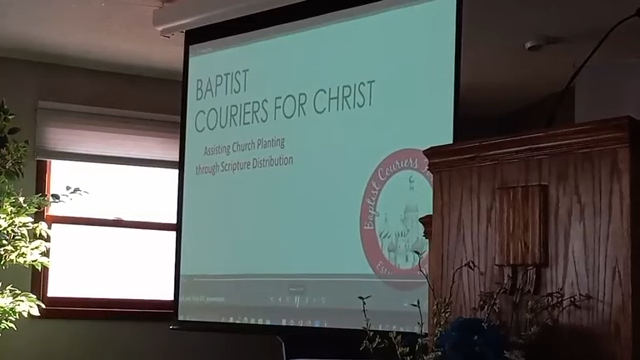 BAPTIST
COURIERS FOR CHRIST
Assisting Church Planting
through Scripture Distribution
Baptist Couriers